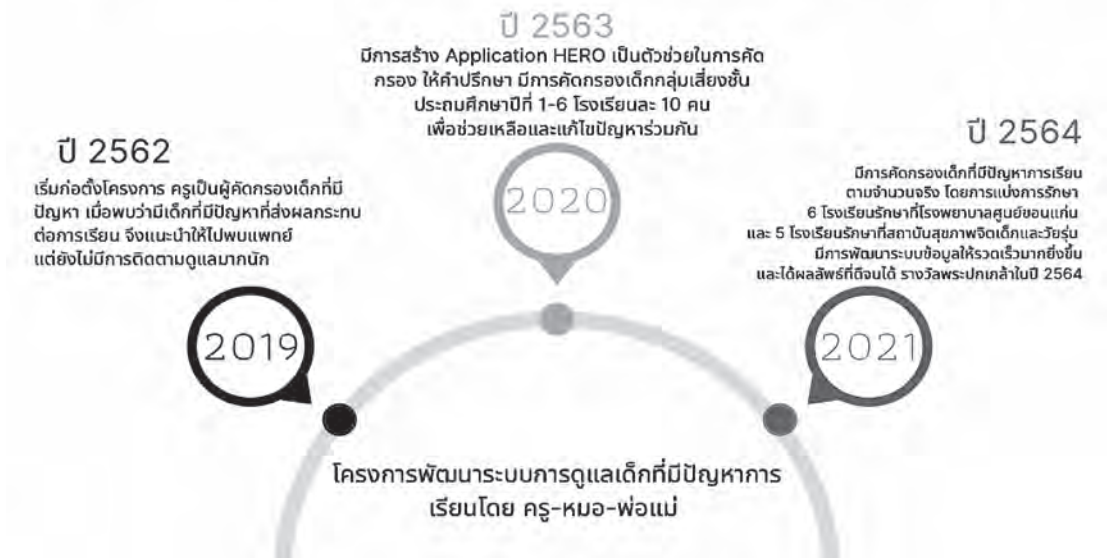 ปี 2562
เริ่มก่อตั้งโครงการ ครูเป็นผู้คัดกรองเด็กที่มี
ปัญหา เมื่อพบว่ามีเด็กที่มีปัญหาที่ส่งผลกระทบ
ต่อการเรียน จึงแนะนำให้ไปพบแพทย์
แต่ยังไม่มีการติดตามดูแลมากนัก
2019
ปี 2563
มีการสร้าง Application HERO เป็นตัวช่วยในการคัด
กรอง ให้คำปรึกษา มีการคัดกรองเด็กกลุ่มเสี่ยงชั้น
ประถมศึกษาปีที่ 1-6 โรงเรียนละ 10 คน
เพื่อช่วยเหลือและแก้ไขปัญหาร่วมกัน
2020
ปี 2564
มีการคัดกรองเด็กที่มีปัญหาการเรียน
ตามจำนวนจริง โดยการแบ่งการรักษา
6 โรงเรียนรักษาที่โรงพยาบาลศูนย์ขอนแก่น
และ 5 โรงเรียนรักษาที่สถาบันสุขภาพจิตเด็กและวัยรุ่น
มีการพัฒนาระบบข้อมูลให้รวดเร็วมากยิ่งขึ้น
และได้ผลลัพธ์ที่ดีจนได้ รางวัลพระปกเกล้าในปี 2564
2021
โครงการพัฒนาระบบการดูแลเด็กที่มีปัญหาการ
เรียนโดย ครู-หมอ-พ่อแม่